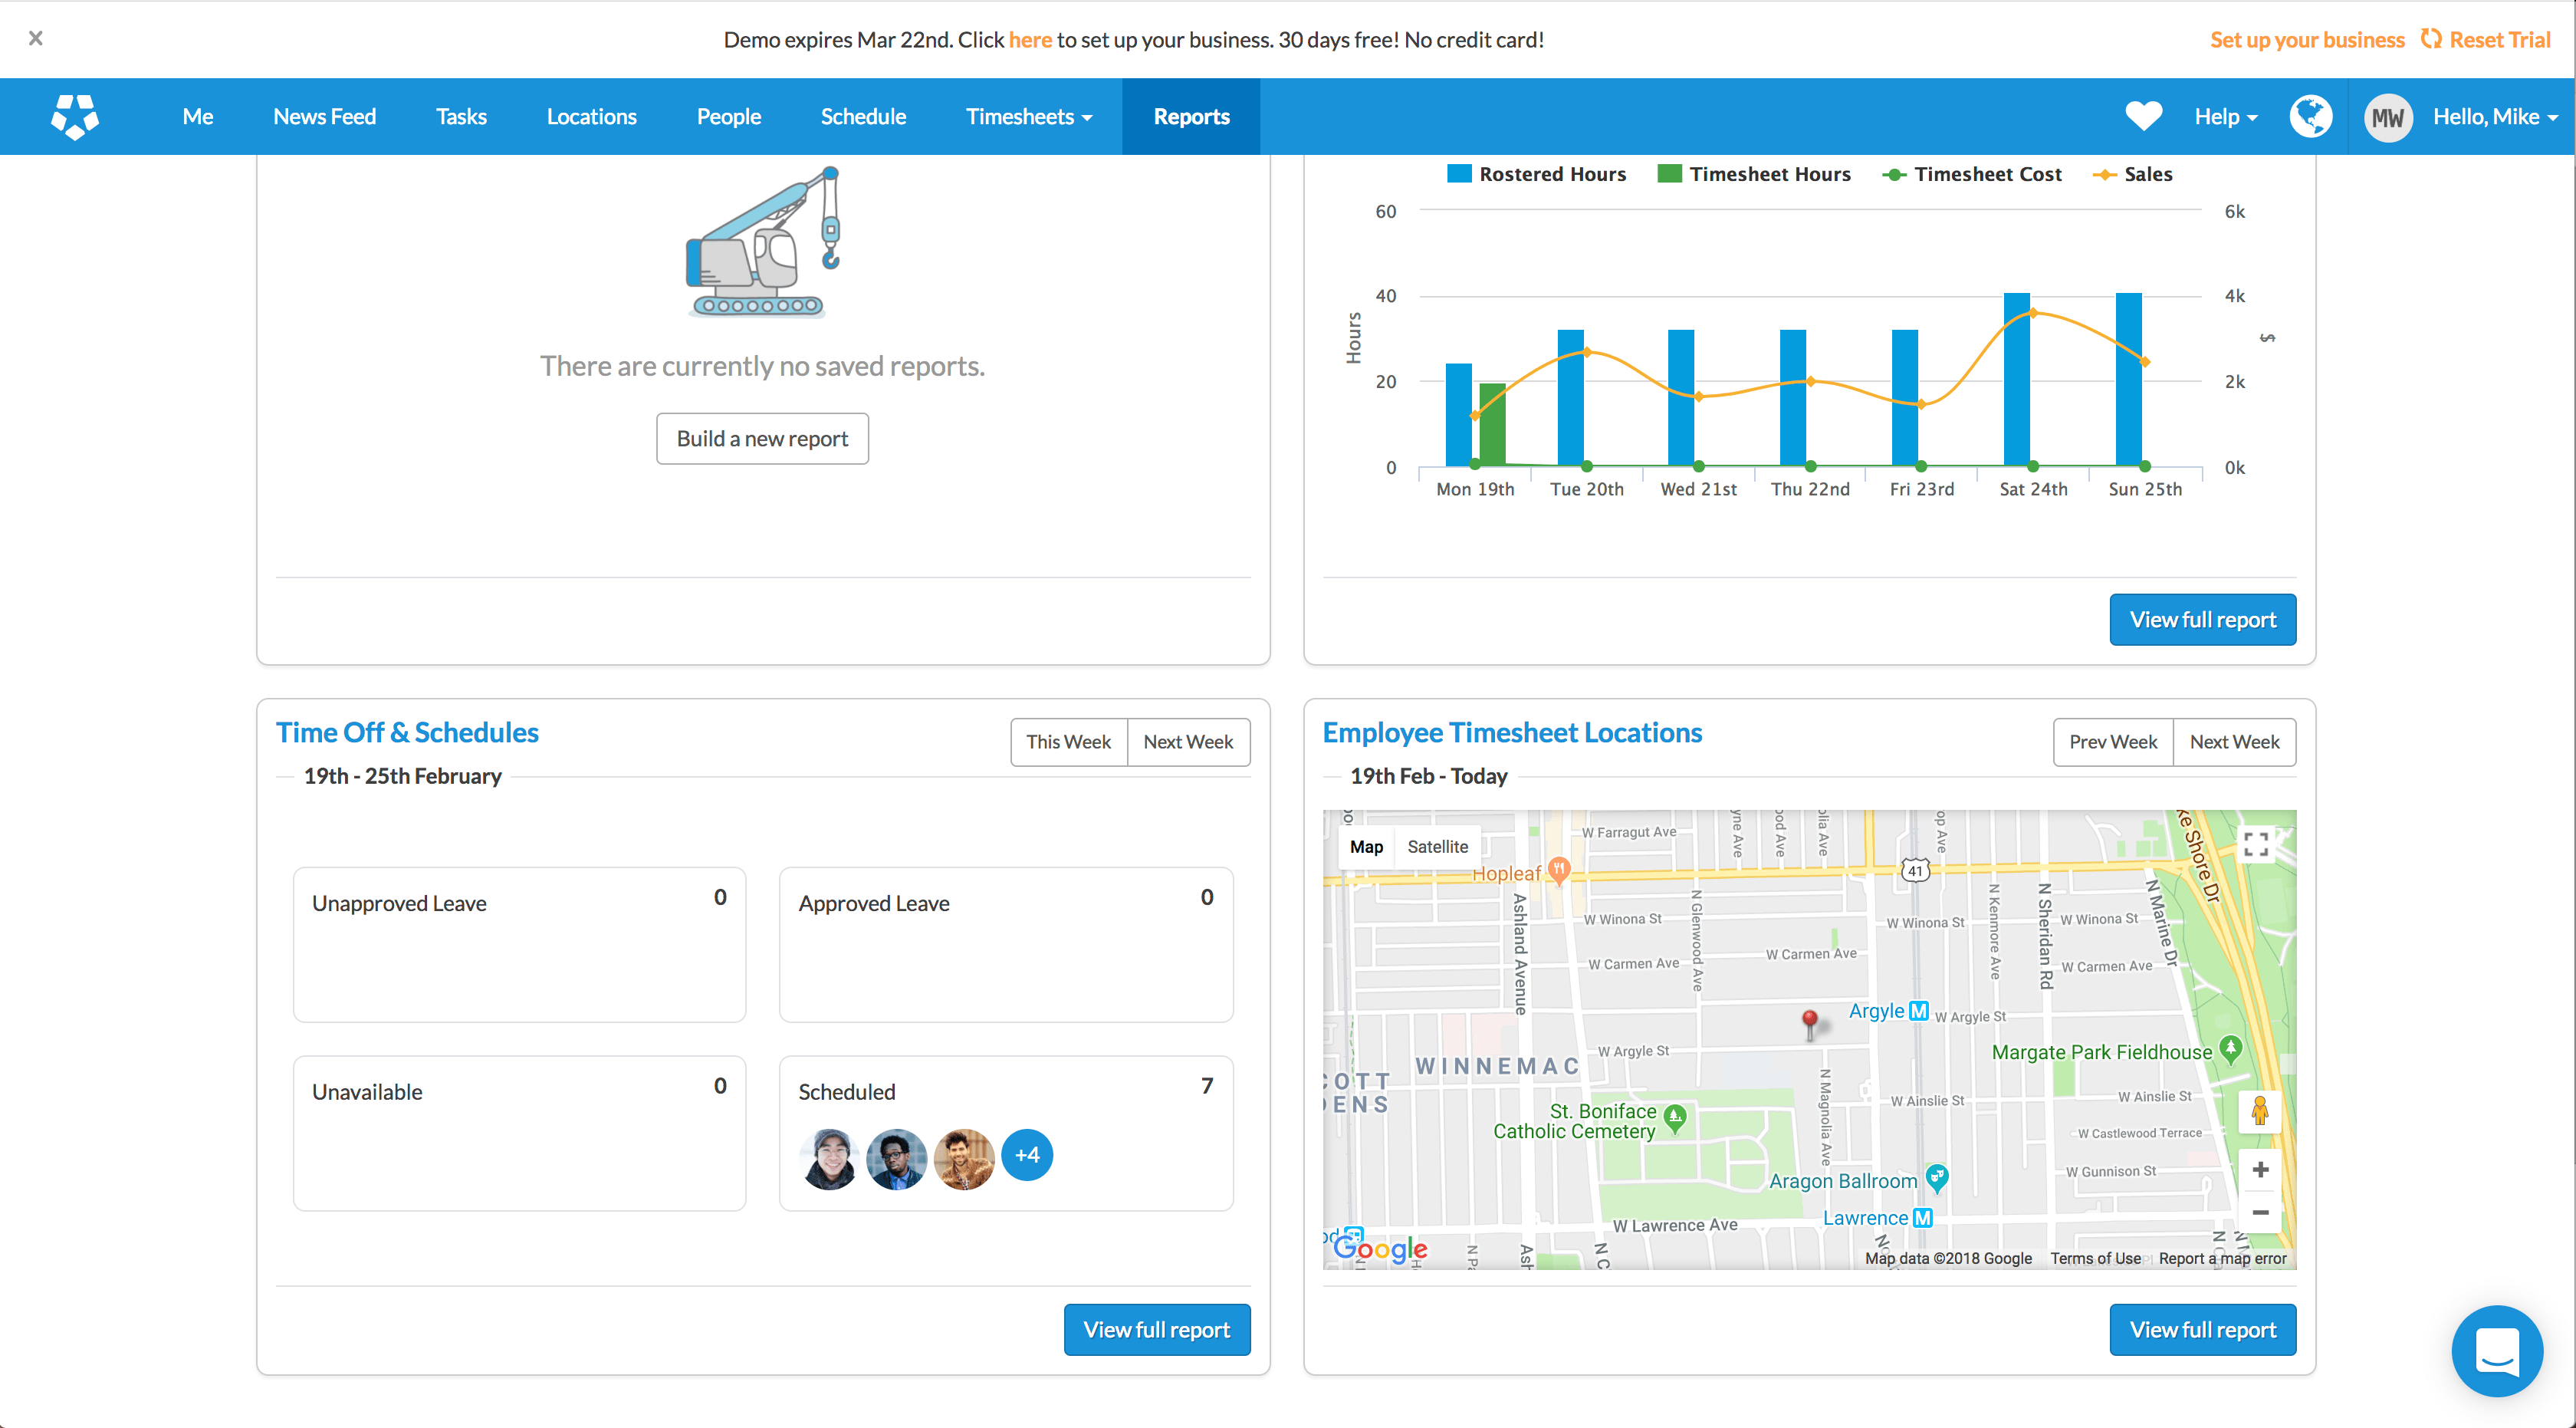 Demo expires Mar 22nd. Click here to set up your business. 30 days free! No credit card!
Set up your business Reset Trial
Me News Feed Tasks Locations People Schedule Timesheets Reports Help MW Hello, Mike
There are currently no saved reports.
Build a new report
Rostered Hours Timesheet Hours Timesheet Cost Sales
60 6k
40 4k
Hours $
20 2k
0 0k
Mon 19th Tue 20th Wed 21st Thu 22nd Fri 23rd Sat 24th Sun 25th
View full report
Time Off & Schedules
This Week Next Week
19th - 25th February
Unapproved Leave 0
Approved Leave 0
Unavailable 0
Scheduled 7
+4
View full report
Employee Timesheet Locations
Prev Week Next Week
19th Feb - Today
Map Satellite
W Farragut Ave
Hopleaf
41
Ashland Avenue
W Winona St
N Glenwood Ave
W Winona St
N Kenmore Ave
N Sheridan Rd
W Winona St
N Marine Dr
ke Shore Dr
W Carmen Ave
W Carmen Ave
W Carmen Ave
Argyle M
W Argyle St
W Argyle St
WINNEMAC
Margate Park Fieldhouse
N Magnolia Ave
W Ainslie St
W Ainslie St
St. Boniface
Catholic Cemetery
W Castlewood Terrace
W Gunnison St
Aragon Ballroom
Lawrence M
W Lawrence Ave
Google
Map data ©2018 Google Terms of Use Report a map error
View full report